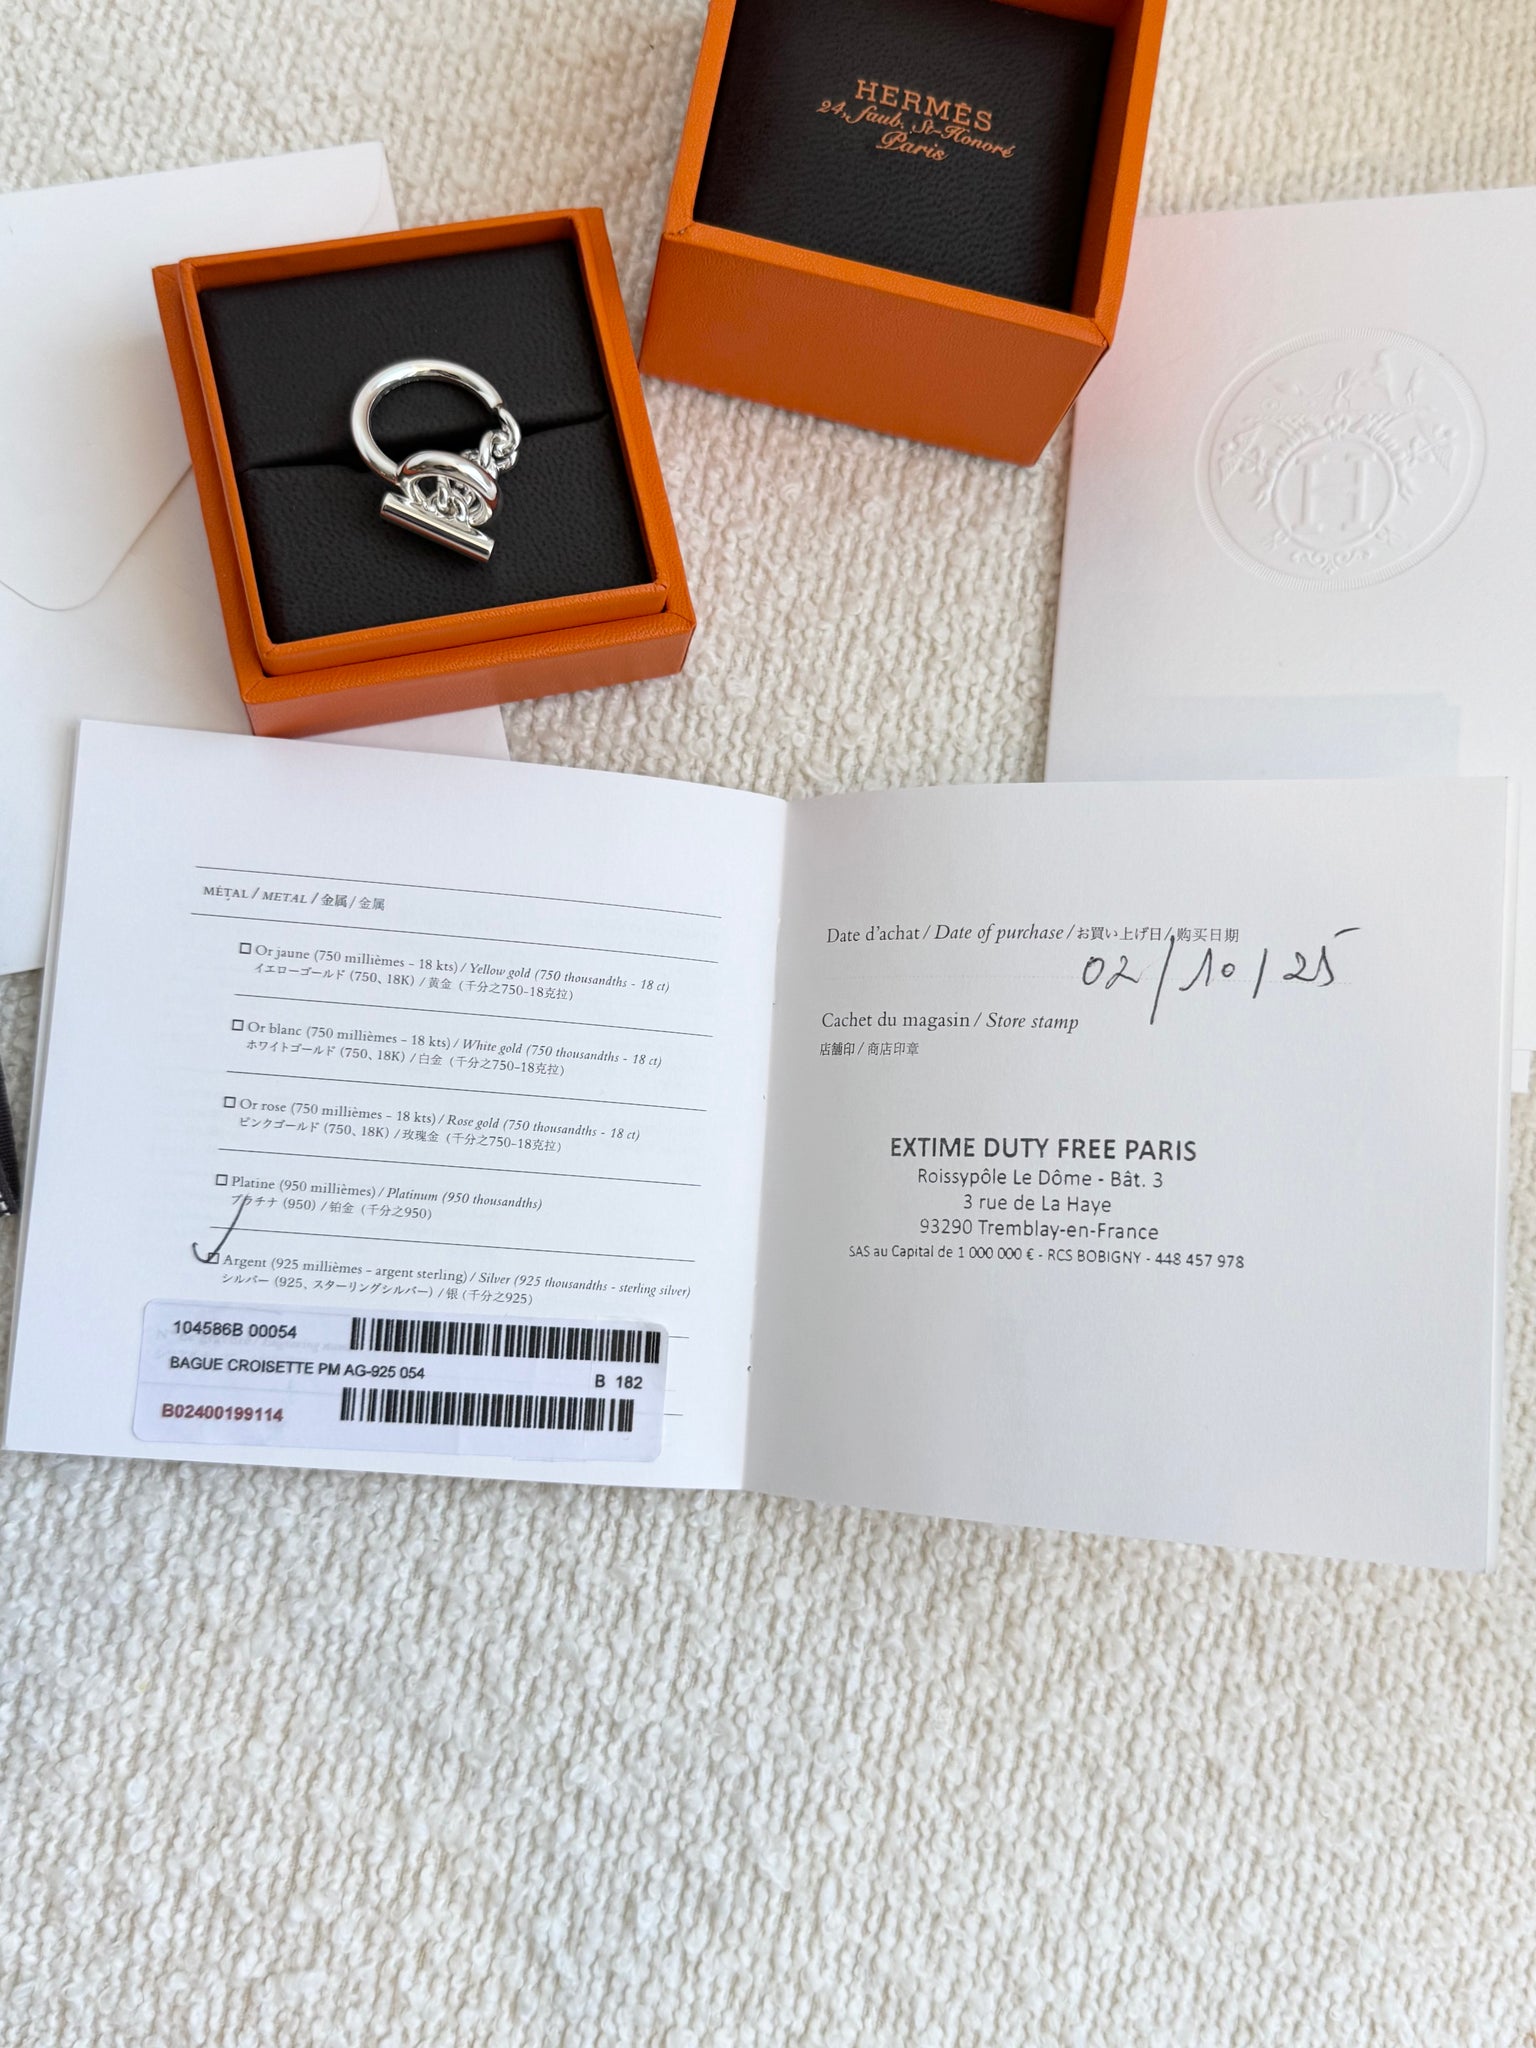 HERMÈS
24, Faub. St-Honoré
Paris
H
MÉTAL / METAL / 金属 / 金属
Or jaune (750 millièmes - 18 kts) / Yellow gold (750 thousandths - 18 ct)
イエローゴールド (750、18K) / 黄金 (千分之750-18克拉)
Or blanc (750 millièmes - 18 kts) / White gold (750 thousandths - 18 ct)
ホワイトゴールド (750、18K) / 白金 (千分之750-18克拉)
Or rose (750 millièmes - 18 kts) / Rose gold (750 thousandths - 18 ct)
ピンクゴールド (750、18K) / 玫瑰金 (千分之750-18克拉)
Platine (950 millièmes) / Platinum (950 thousandths)
プラチナ (950) / 铂金 (千分之950)
Argent (925 millièmes - argent sterling) / Silver (925 thousandths - sterling silver)
シルバー (925、スターリングシルバー) / 银 (千分之925)
104586B 00054
BAGUE CROISETTE PM AG-925 054
B 182
B02400199114
Date d'achat / Date of purchase / お買い上げ日 / 购买日期
02/10/25
Cachet du magasin / Store stamp
店舗印 / 商店印章
EXTIME DUTY FREE PARIS
Roissypôle Le Dôme - Bât. 3
3 rue de La Haye
93290 Tremblay-en-France
SAS au Capital de 1 000 000 € - RCS BOBIGNY - 448 457 978